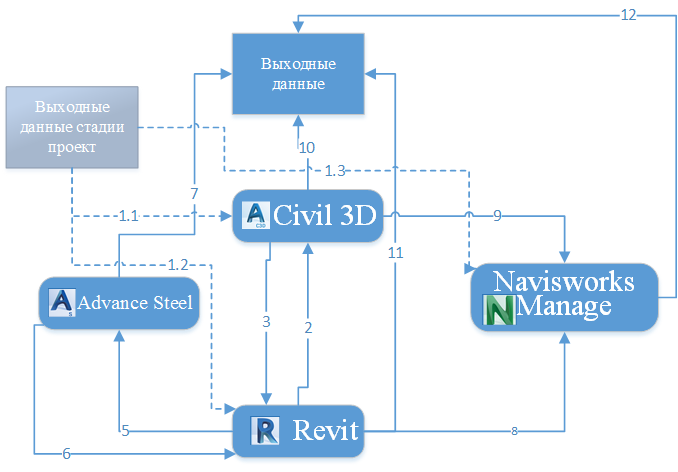 12
Выходные
данные
Выходные
данные стадии
проект
10
1.3
7
1.1
Civil 3D
A
C3D
9
11
1.2
Navisworks
Manage
N
A
S
Advance Steel
3
2
5
R
Revit
8
6